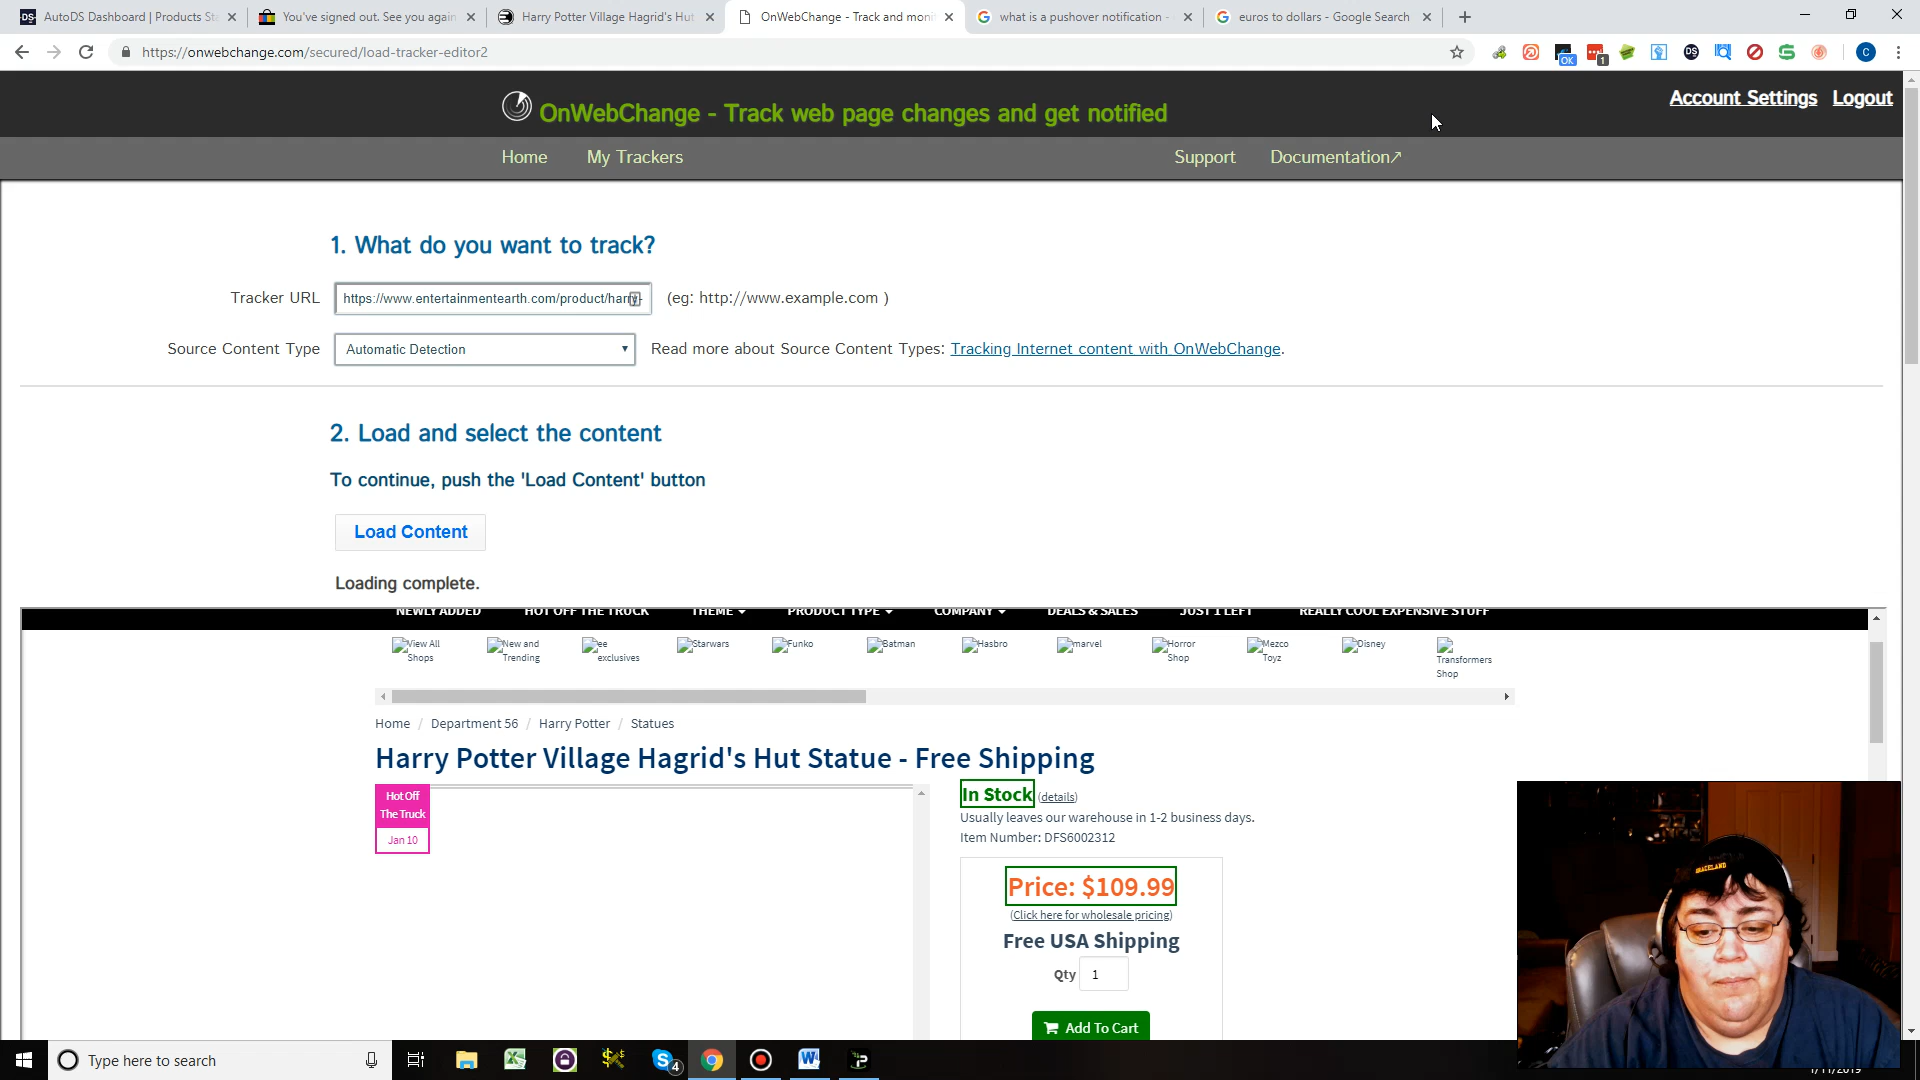 AutoDS Dashboard | Products St
You've signed out. See you again
Harry Potter Village Hagrid's Hut
OnWebChange - Track and moni
what is a pushover notification -
euros to dollars - Google Search
https://onwebchange.com/secured/load-tracker-editor2
OK
1
C
OnWebChange - Track web page changes and get notified
Account Settings Logout
Home My Trackers Support Documentation↗
1. What do you want to track?
Tracker URL https://www.entertainmentearth.com/product/harry- (eg: http://www.example.com )
Source Content Type Automatic Detection Read more about Source Content Types: Tracking Internet content with OnWebChange.
2. Load and select the content
To continue, push the 'Load Content' button
Load Content
Loading complete.
NEWLY ADDED HOT OFF THE TRUCK THEME PRODUCT TYPE COMPANY DEALS & SALES JUST 1 LEFT REALLY COOL EXPENSIVE STUFF
View All Shops
New and Trending
ee exclusives
Starwars
Funko
Batman
Hasbro
marvel
Horror Shop
Mezco Toyz
Disney
Transformers Shop
Home / Department 56 / Harry Potter / Statues
Harry Potter Village Hagrid's Hut Statue - Free Shipping
Hot Off
The Truck
Jan 10
In Stock (details)
Usually leaves our warehouse in 1-2 business days.
Item Number: DFS6002312
Price: $109.99
(Click here for wholesale pricing)
Free USA Shipping
Qty 1
Add To Cart
GRACELAND
Type here to search
4
1/11/2019